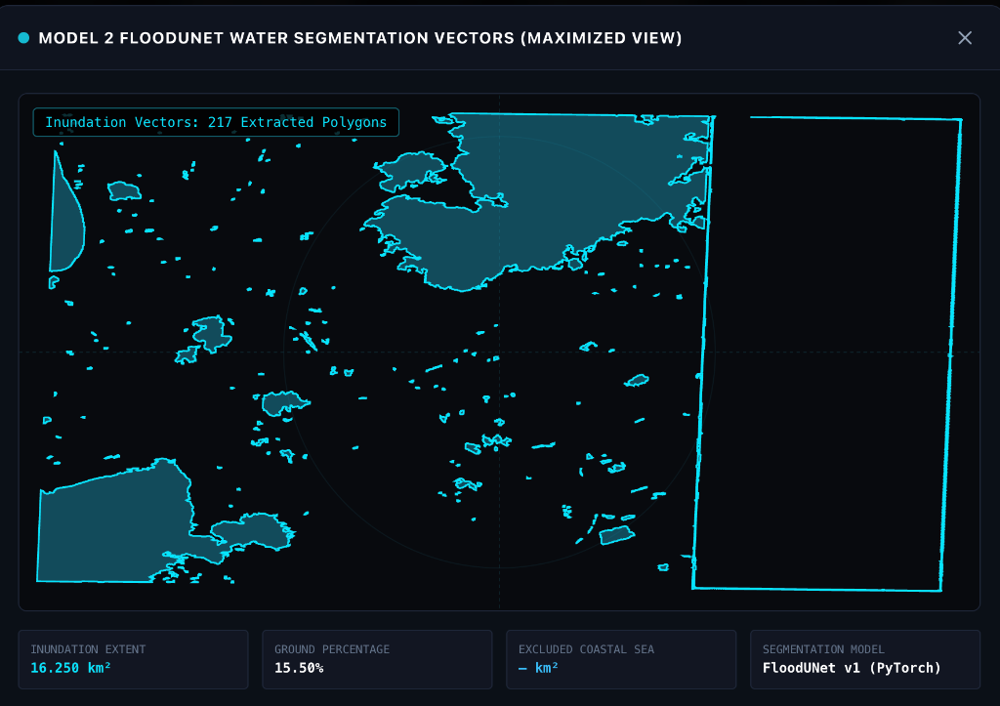 MODEL 2 FLOODUNET WATER SEGMENTATION VECTORS (MAXIMIZED VIEW)
Inundation Vectors: 217 Extracted Polygons
INUNDATION EXTENT
16.250 km²
GROUND PERCENTAGE
15.50%
EXCLUDED COASTAL SEA
— km²
SEGMENTATION MODEL
FloodUNet v1 (PyTorch)